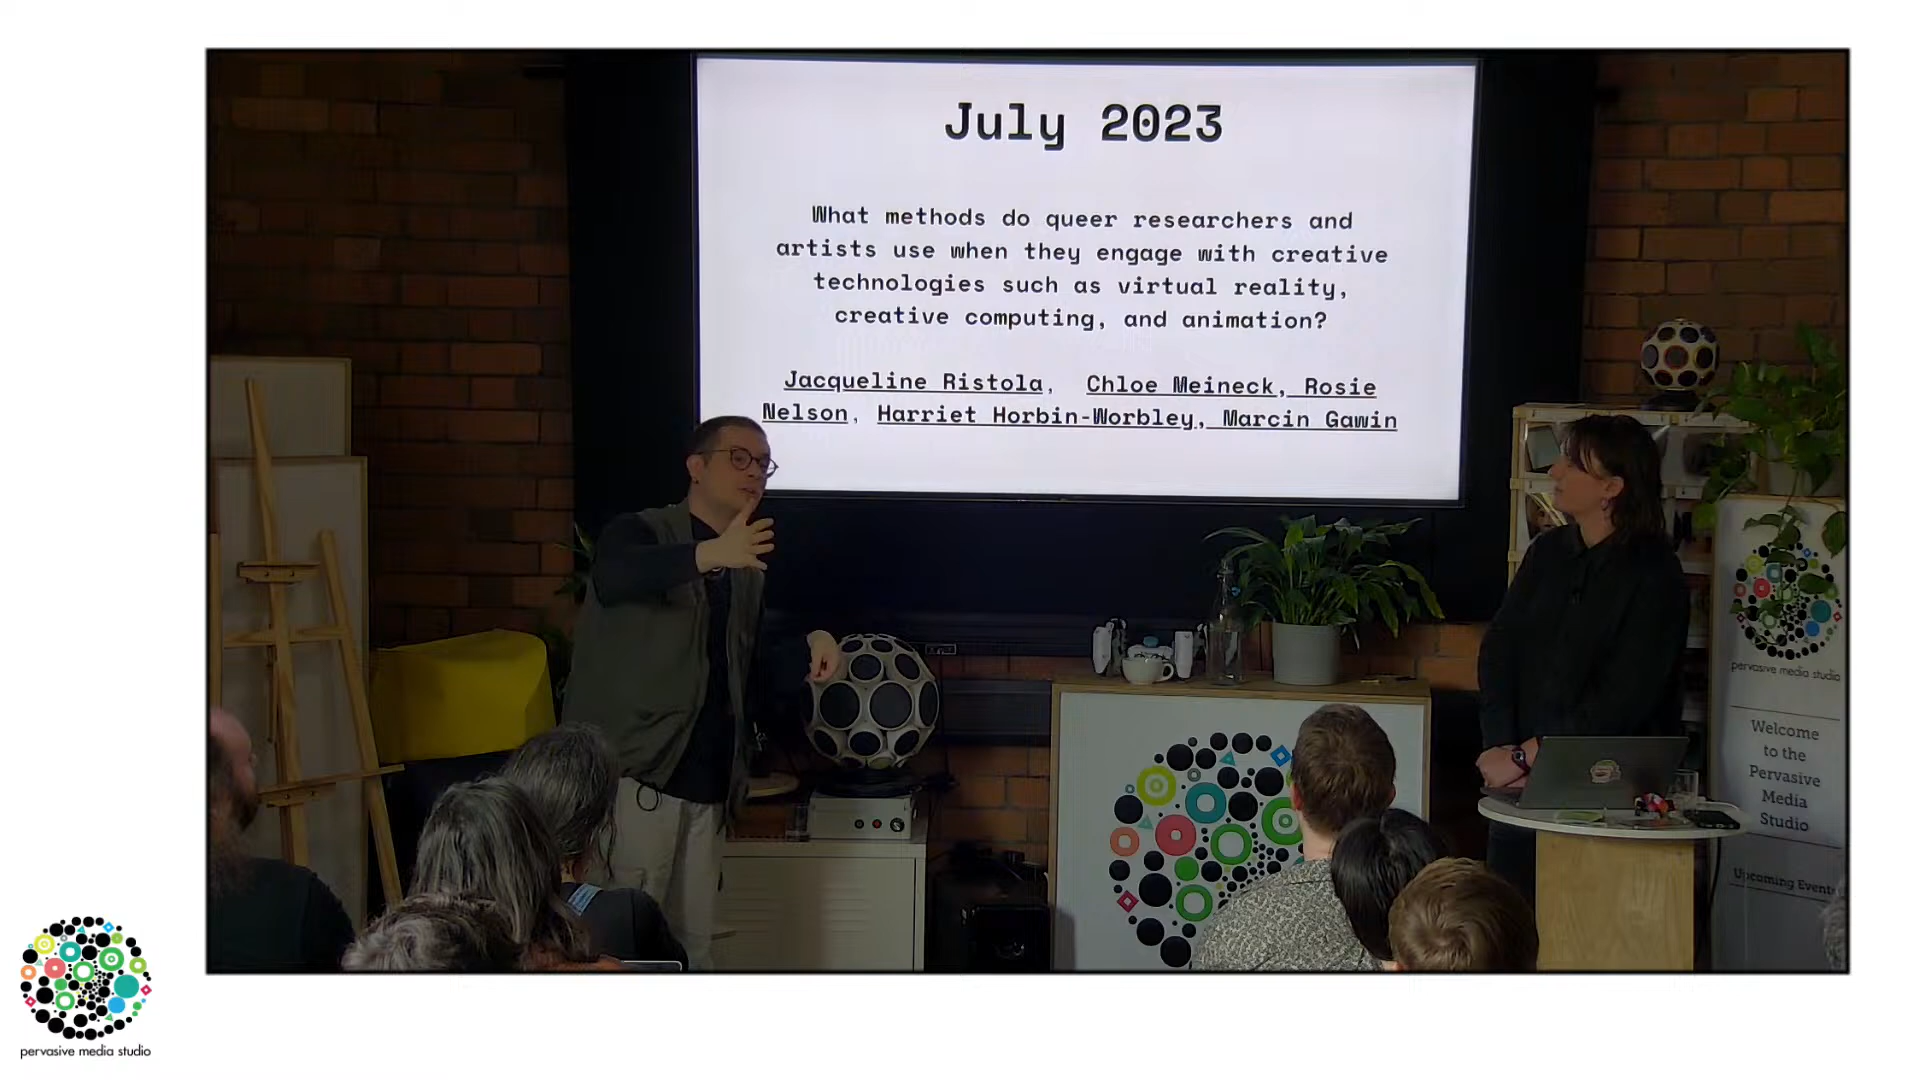 July 2023
What methods do queer researchers and
artists use when they engage with creative
technologies such as virtual reality,
creative computing, and animation?
Jacqueline Ristola, Chloe Meineck, Rosie
Nelson, Harriet Horbin-Worbley, Marcin Gawin
pervasive media studio
Welcome
to the
Pervasive
Media
Studio
Upcoming Events
pervasive media studio